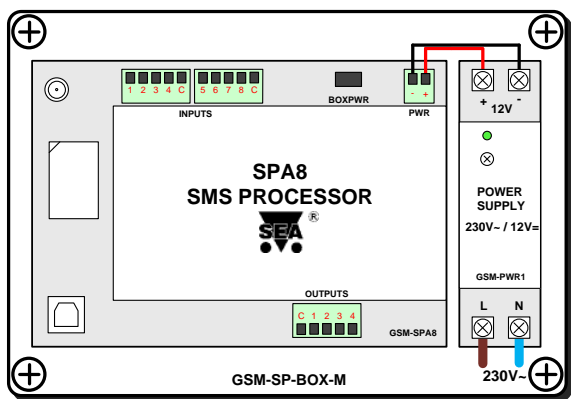 1 2 3 4 C
5 6 7 8 C
INPUTS
BOXPWR
- +
PWR
+ -
12V
SPA8
SMS PROCESSOR
SEA ®
POWER
SUPPLY
230V~ / 12V=
GSM-PWR1
OUTPUTS
C 1 2 3 4
GSM-SPA8
L N
GSM-SP-BOX-M
230V~